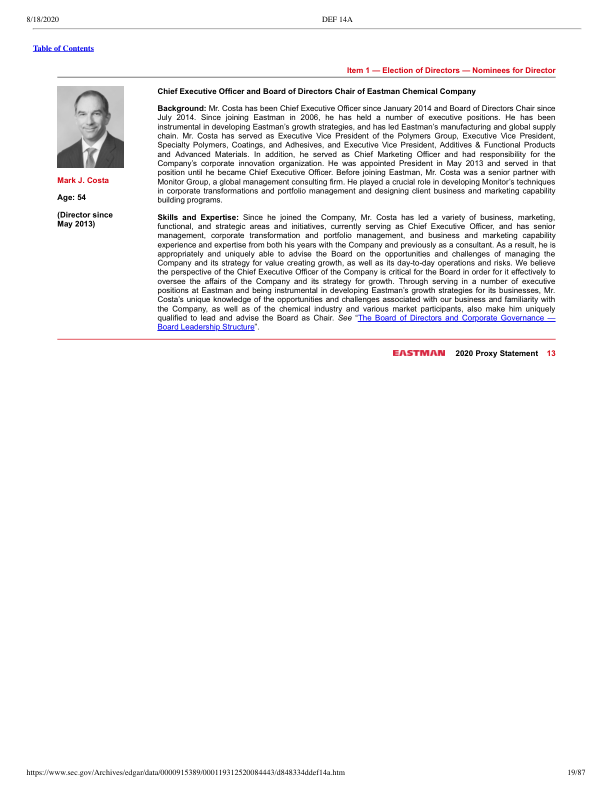 8/18/2020
DEF 14A
Table of Contents
Item 1 — Election of Directors — Nominees for Director
Mark J. Costa
Age: 54
(Director since
May 2013)
Chief Executive Officer and Board of Directors Chair of Eastman Chemical Company
Background: Mr. Costa has been Chief Executive Officer since January 2014 and Board of Directors Chair since
July 2014. Since joining Eastman in 2006, he has held a number of executive positions. He has been
instrumental in developing Eastman's growth strategies, and has led Eastman's manufacturing and global supply
chain. Mr. Costa has served as Executive Vice President of the Polymers Group, Executive Vice President,
Specialty Polymers, Coatings, and Adhesives, and Executive Vice President, Additives & Functional Products
and Advanced Materials. In addition, he served as Chief Marketing Officer and had responsibility for the
Company's corporate innovation organization. He was appointed President in May 2013 and served in that
position until he became Chief Executive Officer. Before joining Eastman, Mr. Costa was a senior partner with
Monitor Group, a global management consulting firm. He played a crucial role in developing Monitor's techniques
in corporate transformations and portfolio management and designing client business and marketing capability
building programs.
Skills and Expertise: Since he joined the Company, Mr. Costa has led a variety of business, marketing,
functional, and strategic areas and initiatives, currently serving as Chief Executive Officer, and has senior
management, corporate transformation and portfolio management, and business and marketing capability
experience and expertise from both his years with the Company and previously as a consultant. As a result, he is
appropriately and uniquely able to advise the Board on the opportunities and challenges of managing the
Company and its strategy for value creating growth, as well as its day-to-day operations and risks. We believe
the perspective of the Chief Executive Officer of the Company is critical for the Board in order for it effectively to
oversee the affairs of the Company and its strategy for growth. Through serving in a number of executive
positions at Eastman and being instrumental in developing Eastman's growth strategies for its businesses, Mr.
Costa's unique knowledge of the opportunities and challenges associated with our business and familiarity with
the Company, as well as of the chemical industry and various market participants, also make him uniquely
qualified to lead and advise the Board as Chair. See "The Board of Directors and Corporate Governance —
Board Leadership Structure".
EASTMAN 2020 Proxy Statement 13
https://www.sec.gov/Archives/edgar/data/0000915389/000119312520084443/d848334ddef14a.htm
19/87